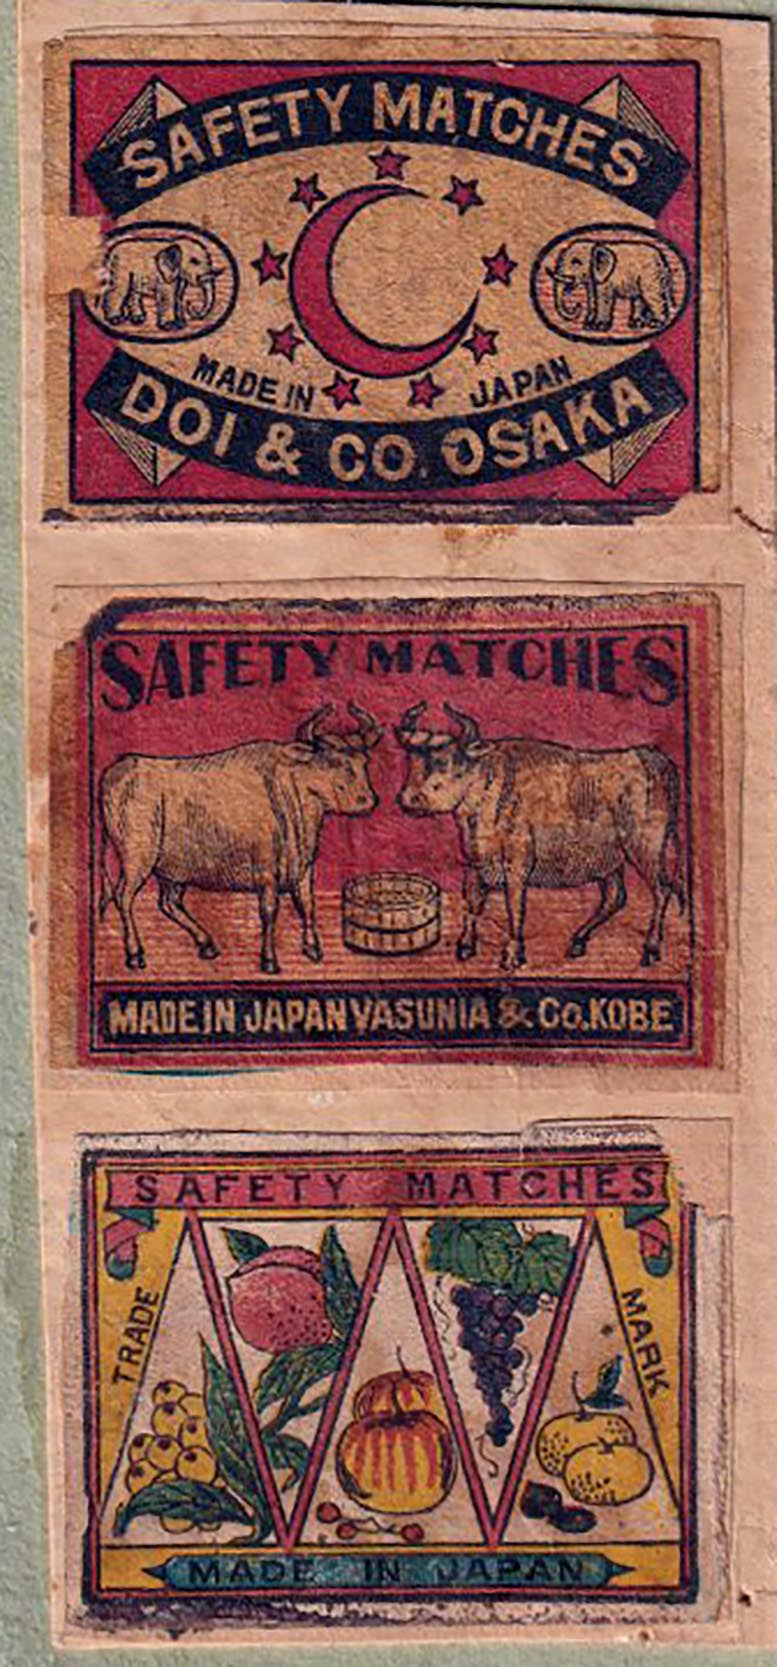 SAFETY MATCHES
MADE IN JAPAN
DOI & CO. OSAKA
SAFETY MATCHES
MADE IN JAPAN VASUNIA & Co. KOBE
SAFETY MATCHES
TRADE MARK
MADE IN JAPAN